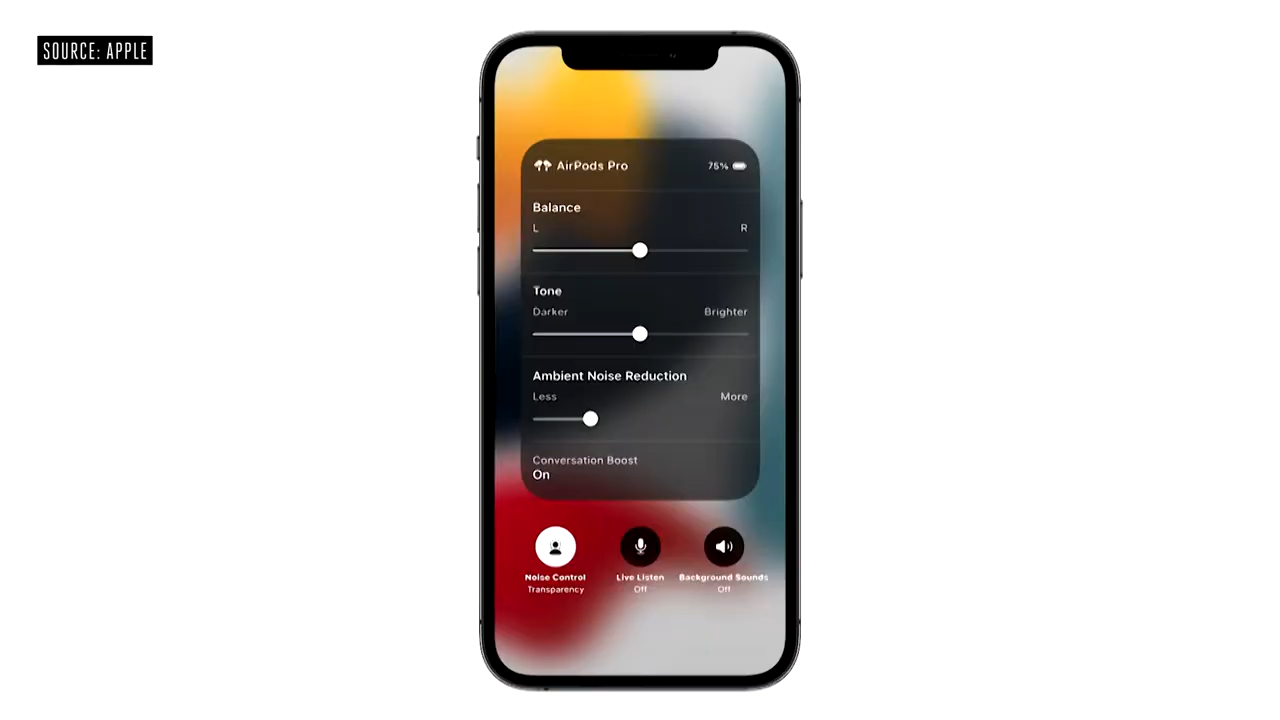 SOURCE: APPLE
AirPods Pro 75%
Balance
L R
Tone
Darker Brighter
Ambient Noise Reduction
Less More
Conversation Boost
On
Noise Control Live Listen Background Sounds
Transparency Off Off